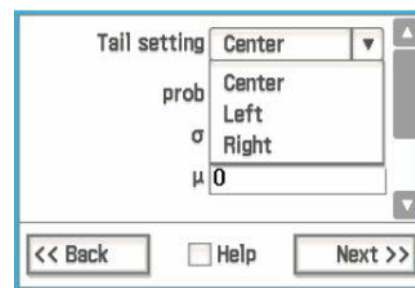 Tail setting Center
prob Center
Left
σ Right
μ 0
<< Back Help Next >>